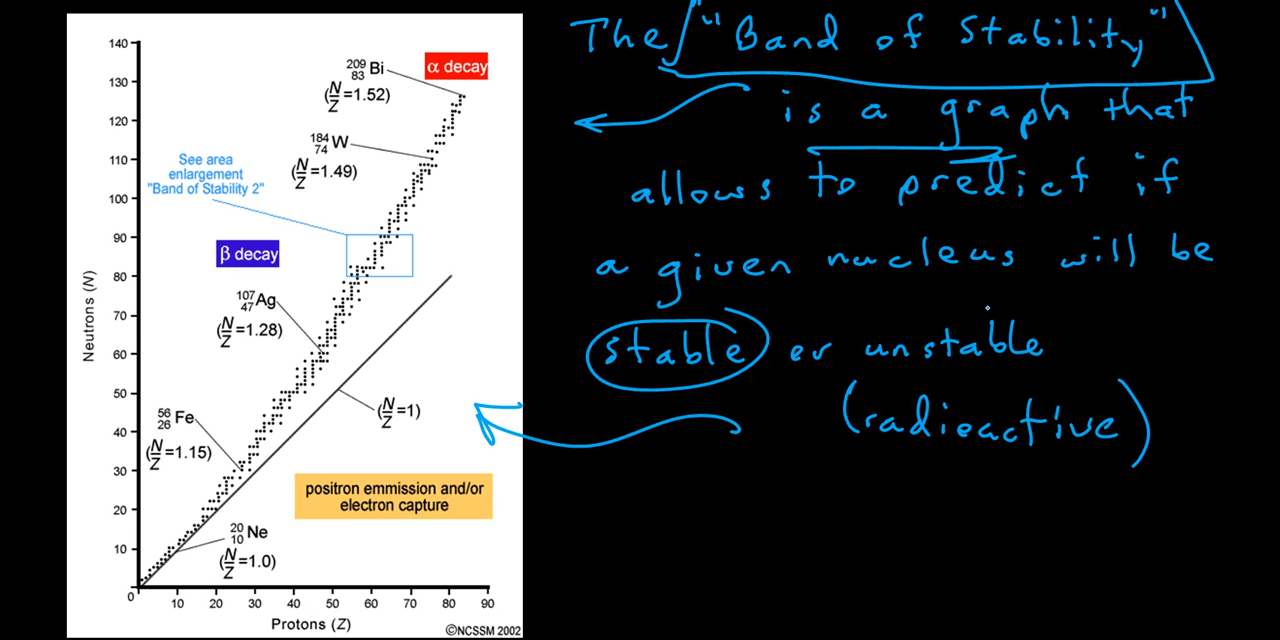 140
130
120
110
100
90
80
70
60
50
40
30
20
10
0
10 20 30 40 50 60 70 80 90
Neutrons (N)
Protons (Z)
α decay
209
83 Bi
(N/Z =1.52)
184
74 W
(N/Z =1.49)
See area
enlargement
"Band of Stability 2"
β decay
107
47 Ag
(N/Z =1.28)
(N/Z =1)
56
26 Fe
(N/Z =1.15)
positron emmission and/or
electron capture
20
10 Ne
(N/Z =1.0)
©NCSSM 2002
The "Band of Stability"
is a graph that
allows to predict if
a given nucleus will be
stable or unstable
(radioactive)